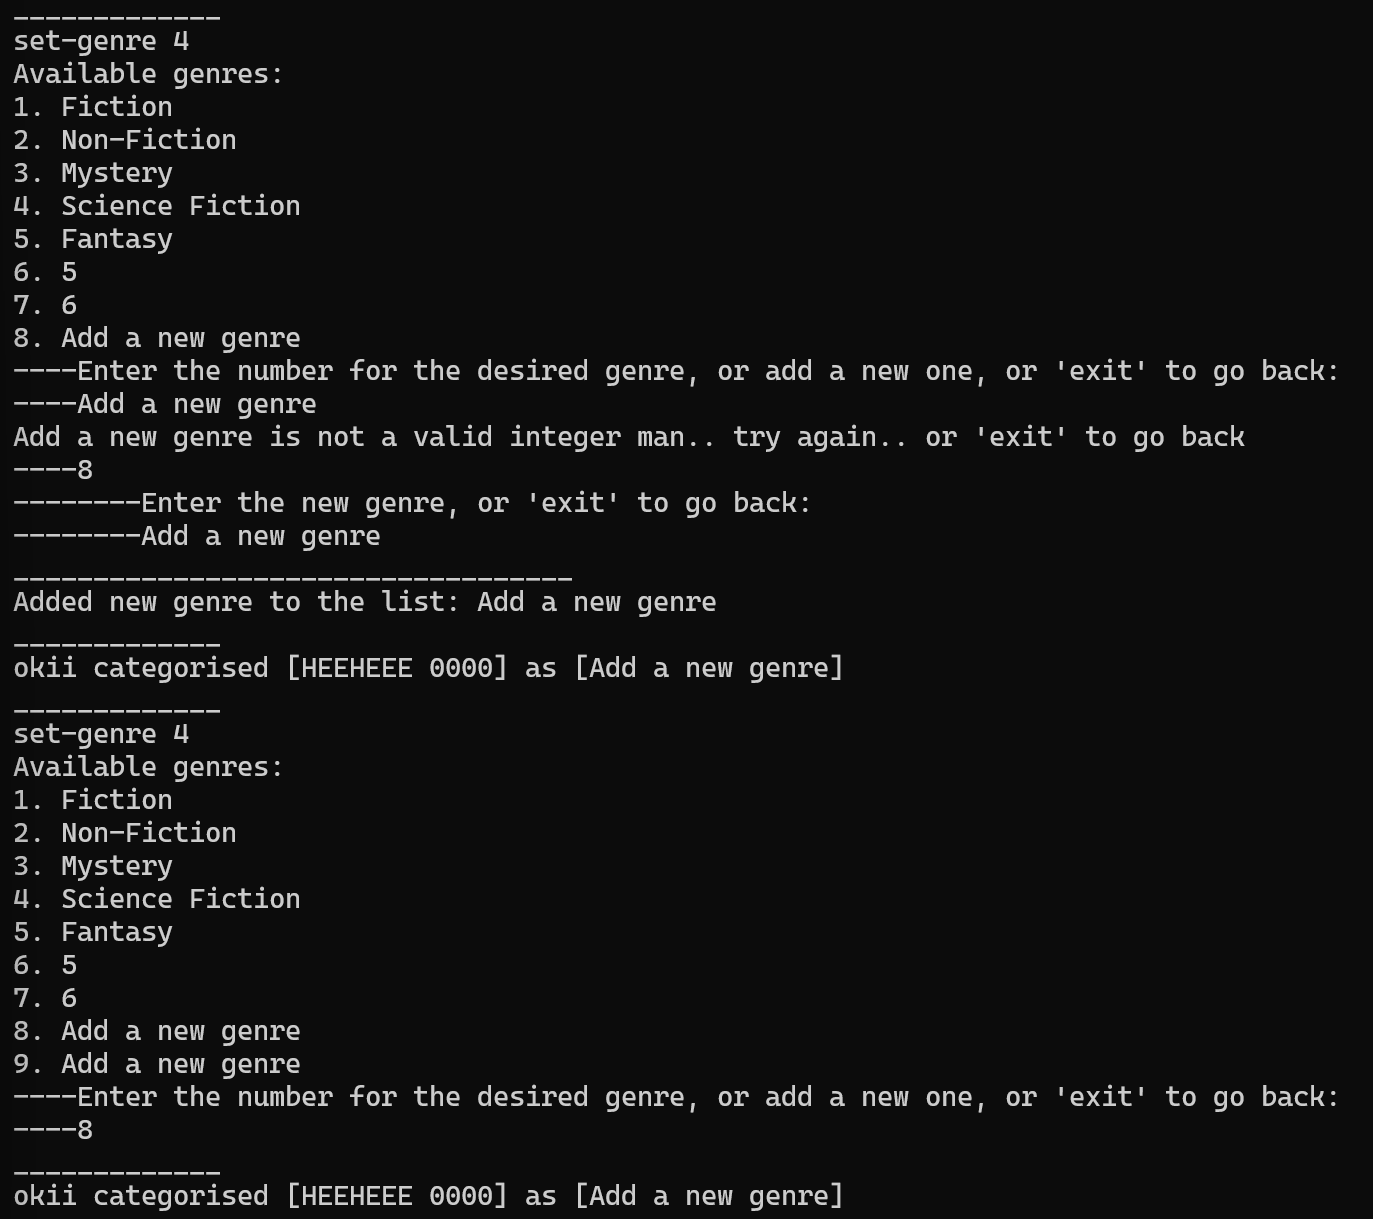 _____________
set-genre 4
Available genres:
1. Fiction
2. Non-Fiction
3. Mystery
4. Science Fiction
5. Fantasy
6. 5
7. 6
8. Add a new genre
----Enter the number for the desired genre, or add a new one, or 'exit' to go back:
----Add a new genre
Add a new genre is not a valid integer man.. try again.. or 'exit' to go back
----8
--------Enter the new genre, or 'exit' to go back:
--------Add a new genre
___________________________________
Added new genre to the list: Add a new genre
_____________
okii categorised [HEEHEEE 0000] as [Add a new genre]
_____________
set-genre 4
Available genres:
1. Fiction
2. Non-Fiction
3. Mystery
4. Science Fiction
5. Fantasy
6. 5
7. 6
8. Add a new genre
9. Add a new genre
----Enter the number for the desired genre, or add a new one, or 'exit' to go back:
----8
_____________
okii categorised [HEEHEEE 0000] as [Add a new genre]